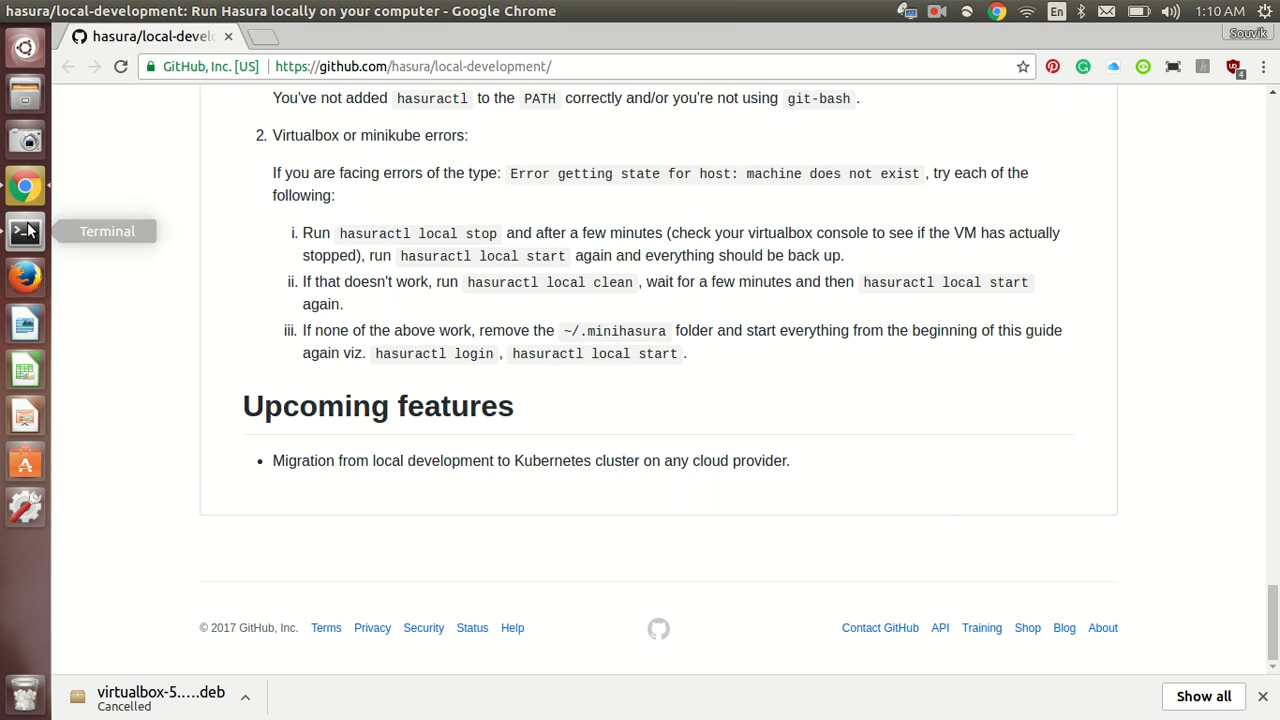 hasura/local-development: Run Hasura locally on your computer - Google Chrome
En
1:10 AM
hasura/local-devel
Souvik
GitHub, Inc. [US]
https://github.com/hasura/local-development/
4
You've not added hasuractl to the PATH correctly and/or you're not using git-bash.
2. Virtualbox or minikube errors:
If you are facing errors of the type: Error getting state for host: machine does not exist, try each of the
following:
Terminal
i. Run hasuractl local stop and after a few minutes (check your virtualbox console to see if the VM has actually
stopped), run hasuractl local start again and everything should be back up.
ii. If that doesn't work, run hasuractl local clean, wait for a few minutes and then hasuractl local start
again.
iii. If none of the above work, remove the ~/.minihasura folder and start everything from the beginning of this guide
again viz. hasuractl login, hasuractl local start.
Upcoming features
• Migration from local development to Kubernetes cluster on any cloud provider.
© 2017 GitHub, Inc. Terms Privacy Security Status Help
Contact GitHub API Training Shop Blog About
virtualbox-5.....deb
Cancelled
Show all